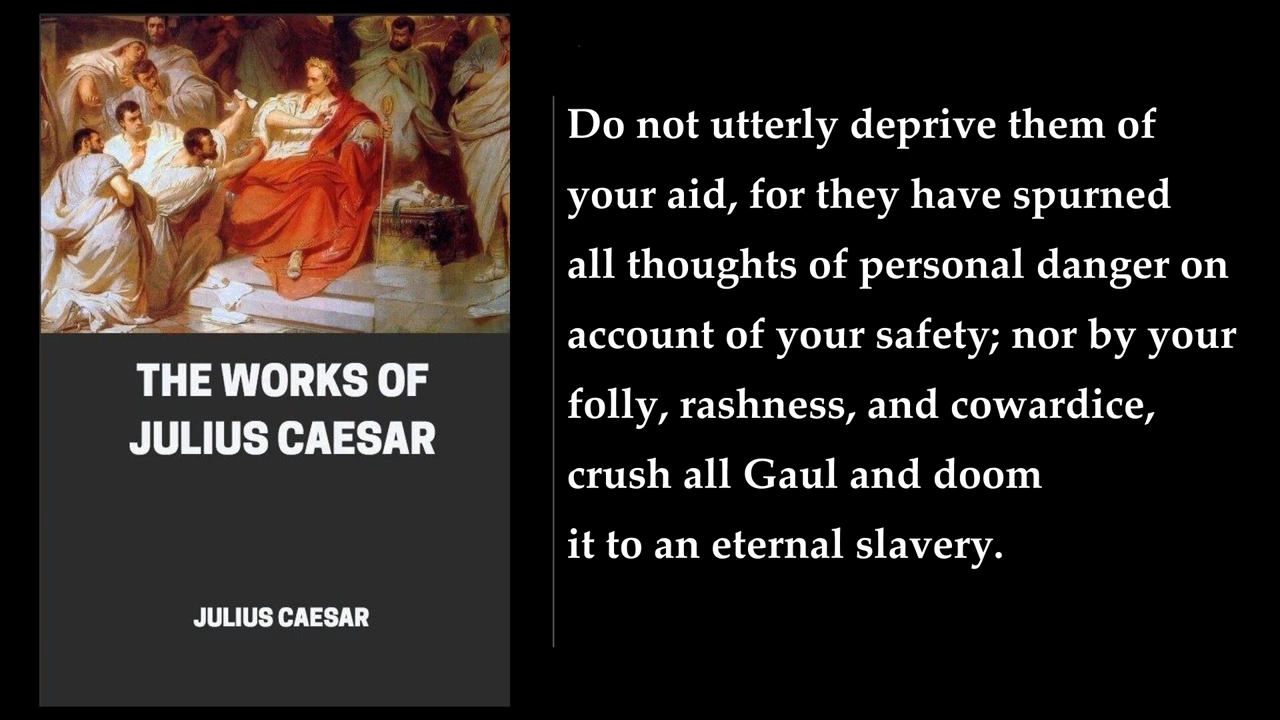 THE WORKS OF
JULIUS CAESAR
JULIUS CAESAR
Do not utterly deprive them of
your aid, for they have spurned
all thoughts of personal danger on
account of your safety; nor by your
folly, rashness, and cowardice,
crush all Gaul and doom
it to an eternal slavery.